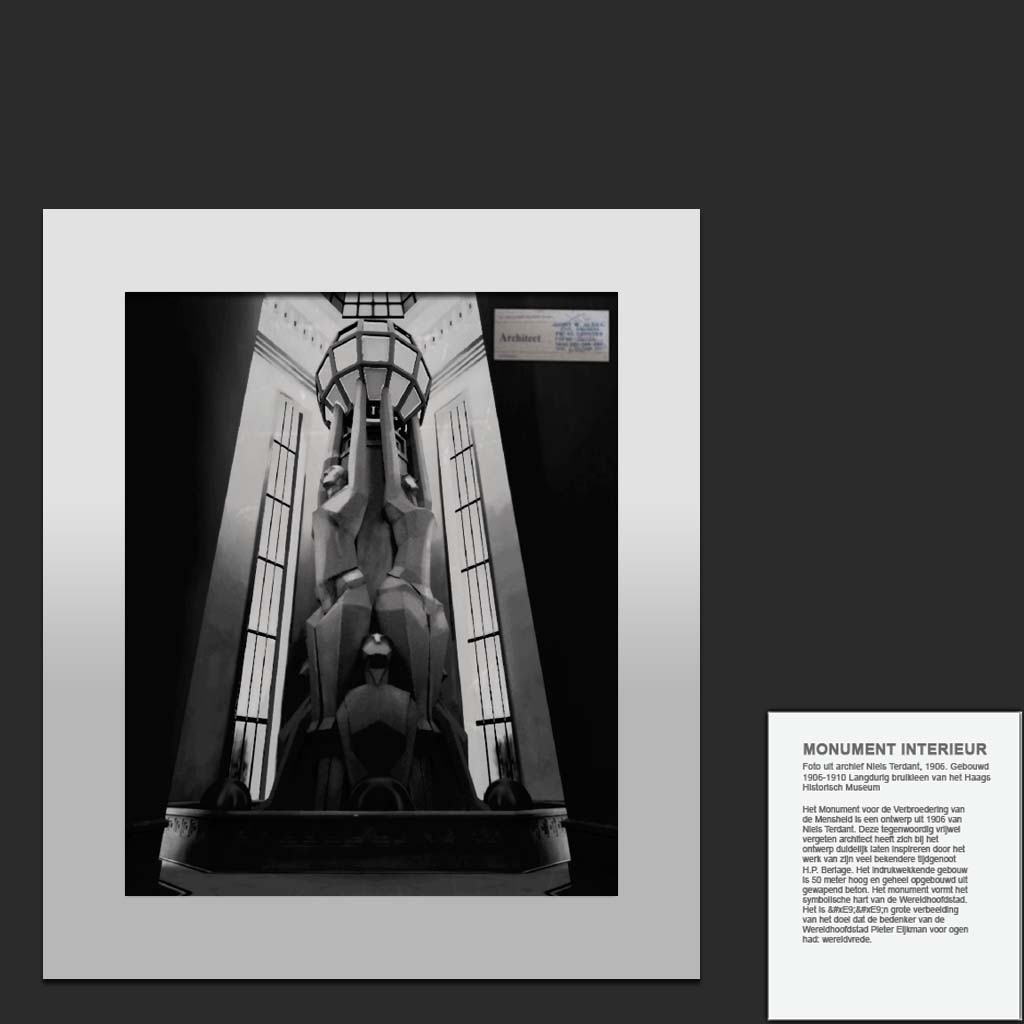 Architect
MONUMENT INTERIEUR
Foto uit archief Niels Terdant, 1906. Gebouwd
1906-1910 Langdurig bruikleen van het Haags
Historisch Museum
Het Monument voor de Verbroedering van
de Mensheid is een ontwerp uit 1906 van
Niels Terdant. Deze tegenwoordig vrijwel
vergeten architect heeft zich bij het
ontwerp duidelijk laten inspireren door het
werk van zijn veel bekendere tijdgenoot
H.P. Berlage. Het indrukwekkende gebouw
is 50 meter hoog en geheel opgebouwd uit
gewapend beton. Het monument vormt het
symbolische hart van de Wereldhoofdstad.
Het is &#xE9;&#xE9;n grote verbeelding
van het doel dat de bedenker van de
Wereldhoofdstad Pieter Eijkman voor ogen
had: wereldvrede.